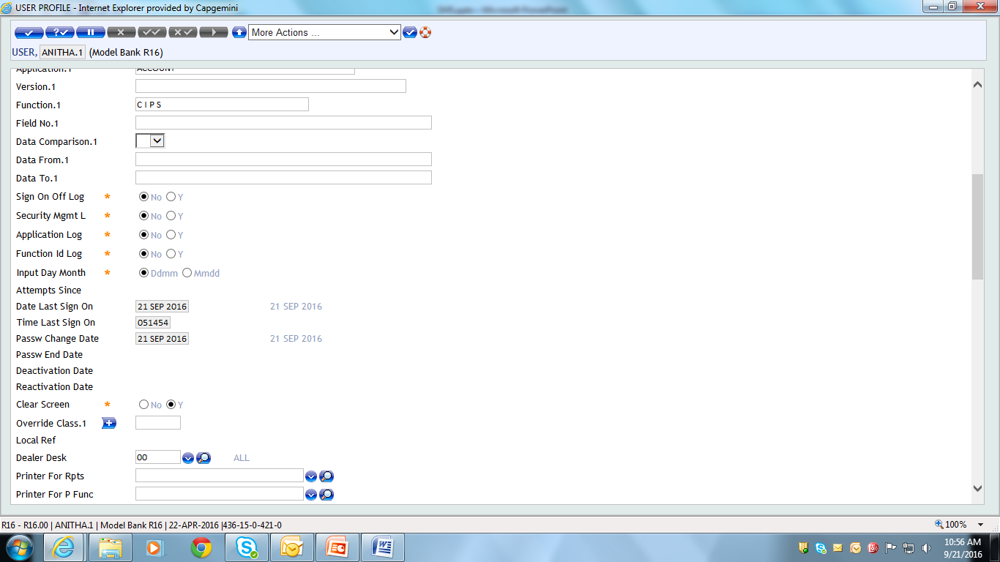 USER PROFILE - Internet Explorer provided by Capgemini
More Actions ...
USER, ANITHA.1 (Model Bank R16)
Application.1 ACCOUNT
Version.1
Function.1 C I P S
Field No.1
Data Comparison.1
Data From.1
Data To.1
Sign On Off Log * No Y
Security Mgmt L * No Y
Application Log * No Y
Function Id Log * No Y
Input Day Month * Ddmm Mmdd
Attempts Since
Date Last Sign On 21 SEP 2016 21 SEP 2016
Time Last Sign On 051454
Passw Change Date 21 SEP 2016 21 SEP 2016
Passw End Date
Deactivation Date
Reactivation Date
Clear Screen * No Y
Override Class.1
Local Ref
Dealer Desk 00 ALL
Printer For Rpts
Printer For P Func
R16 - R16.00 | ANITHA.1 | Model Bank R16 | 22-APR-2016 |436-15-0-421-0
100%
10:56 AM
9/21/2016